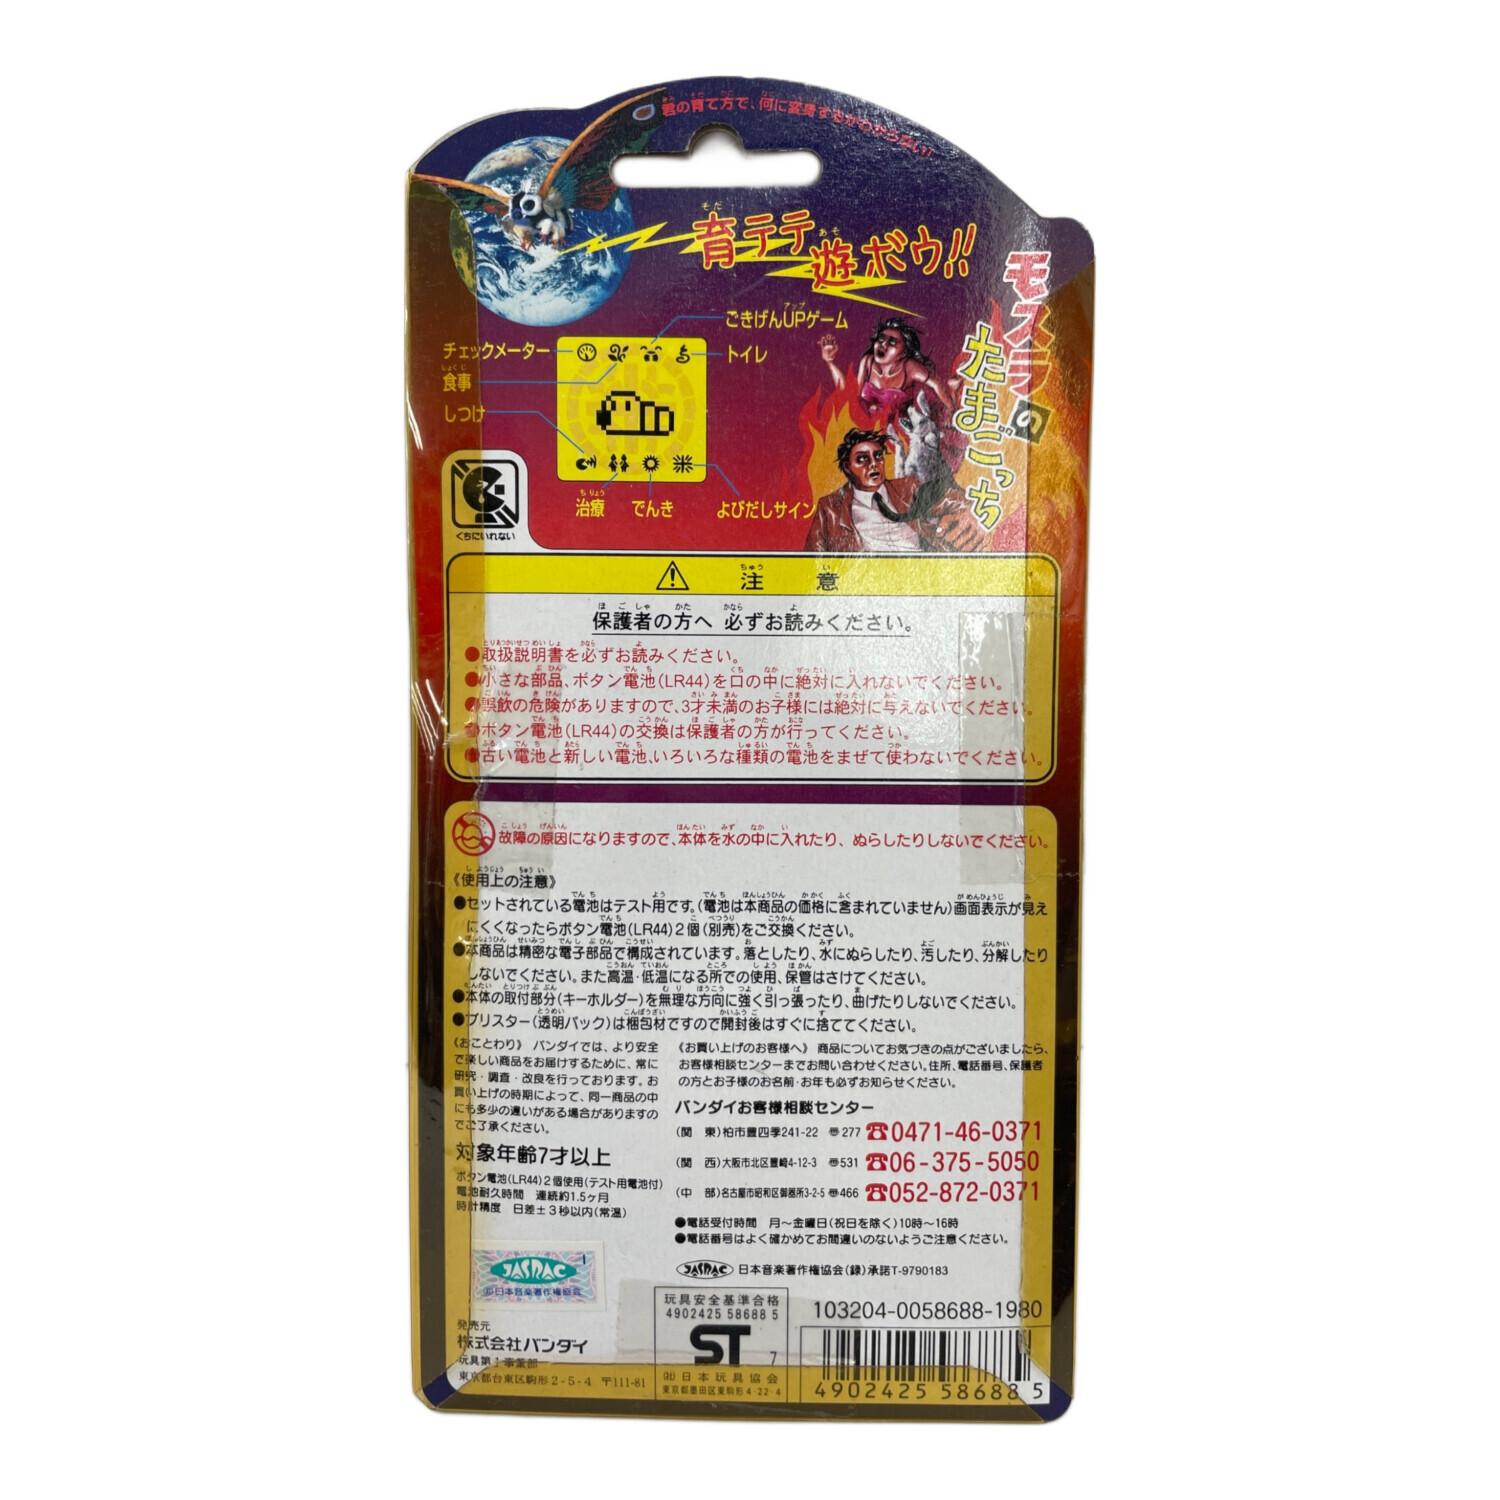 君の育て方で、何に変身するかわからない!!
育テテ遊ボウ!!
モスラの
たまごっち
ごきげんUPゲーム
チェックメーター
トイレ
食事
しつけ
治療
でんき
よびだしサイン
くちにいれない
注意
保護者の方へ 必ずお読みください。
●取扱説明書を必ずお読みください。
●小さな部品、ボタン電池(LR44)を口の中に絶対に入れないでください。
●誤飲の危険がありますので、3才未満のお子様には絶対に与えないでください。
●ボタン電池(LR44)の交換は保護者の方が行ってください。
●古い電池と新しい電池、いろいろな種類の電池をまぜて使わないでください。
故障の原因になりますので、本体を水の中に入れたり、ぬらしたりしないでください。
《使用上の注意》
●セットされている電池はテスト用です。(電池は本商品の価格に含まれていません)画面表示が見え
にくくなったらボタン電池(LR44)2個(別売)をご交換ください。
●本商品は精密な電子部品で構成されています。落としたり、水にぬらしたり、汚したり、分解したり
しないでください。また高温・低温になる所での使用、保管はさけてください。
●本体の取付部分(キーホルダー)を無理な方向に強く引っ張ったり、曲げたりしないでください。
●ブリスター(透明パック)は梱包材ですので開封後はすぐに捨ててください。
《おことわり》 バンダイでは、より安全
で楽しい商品をお届けするために、常に
研究・調査・改良を行っております。お
買い上げの時期によって、同一商品の中
にも多少の違いがある場合がありますの
でご了承ください。
対象年齢7才以上
ボタン電池(LR44)2個使用(テスト用電池付)
電池耐久時間 連続約1.5ヶ月
時計精度 日差±3秒以内(常温)
《お買い上げのお客様へ》 商品についてお気づきの点がございましたら、
お客様相談センターまでお問い合わせください。住所、電話番号、保護者
の方とお子様のお名前・お年も必ずお知らせください。
バンダイお客様相談センター
(関 東)柏市豊四季241-22 〒277 ☎0471-46-0371
(関 西)大阪市北区豊崎4-12-3 〒531 ☎06-375-5050
(中 部)名古屋市昭和区御器所3-2-5 〒466 ☎052-872-0371
●電話受付時間 月〜金曜日(祝日を除く)10時〜16時
●電話番号はよく確かめてお間違いのないようご注意ください。
JASRAC 日本音楽著作権協会(録)承諾T-9790183
JASRAC
(社)日本音楽著作権協会
発売元
株式会社バンダイ
玩具第1事業部
東京都台東区駒形2-5-4 〒111-81
玩具安全基準合格
4902425 58688 5
ST 7
(社)日本玩具協会
東京都墨田区東駒形4-22-4
103204-0058688-1980
4902425 58688 5